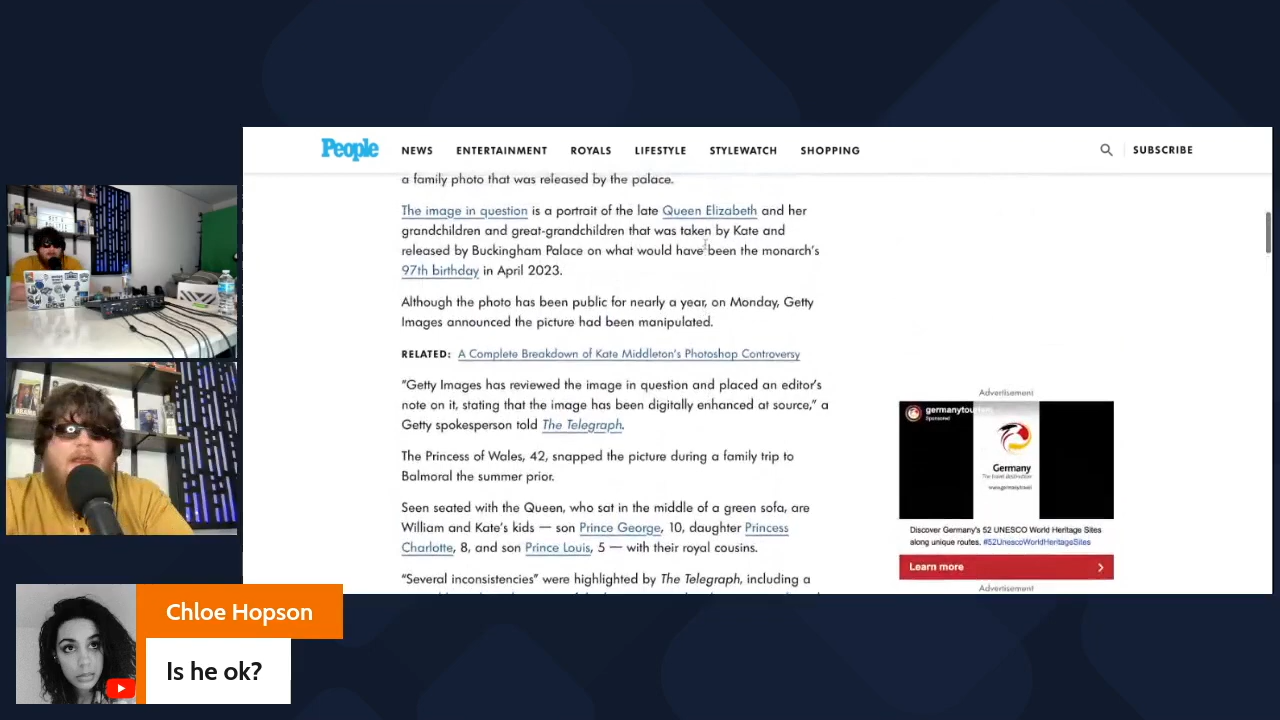 People
NEWS ENTERTAINMENT ROYALS LIFESTYLE STYLEWATCH SHOPPING SUBSCRIBE
a family photo that was released by the palace.
The image in question is a portrait of the late Queen Elizabeth and her
grandchildren and great-grandchildren that was taken by Kate and
released by Buckingham Palace on what would have been the monarch's
97th birthday in April 2023.
Although the photo has been public for nearly a year, on Monday, Getty
Images announced the picture had been manipulated.
RELATED: A Complete Breakdown of Kate Middleton's Photoshop Controversy
"Getty Images has reviewed the image in question and placed an editor's
note on it, stating that the image has been digitally enhanced at source," a
Getty spokesperson told The Telegraph.
The Princess of Wales, 42, snapped the picture during a family trip to
Balmoral the summer prior.
Seen seated with the Queen, who sat in the middle of a green sofa, are
William and Kate's kids — son Prince George, 10, daughter Princess
Charlotte, 8, and son Prince Louis, 5 — with their royal cousins.
"Several inconsistencies" were highlighted by The Telegraph, including a
Advertisement
Sponsored
Germany
The travel destination
www.germany.travel
Discover Germany's 52 UNESCO World Heritage Sites
along unique routes. #52UnescoWorldHeritageSites
Learn more
Advertisement
Chloe Hopson
Is he ok?